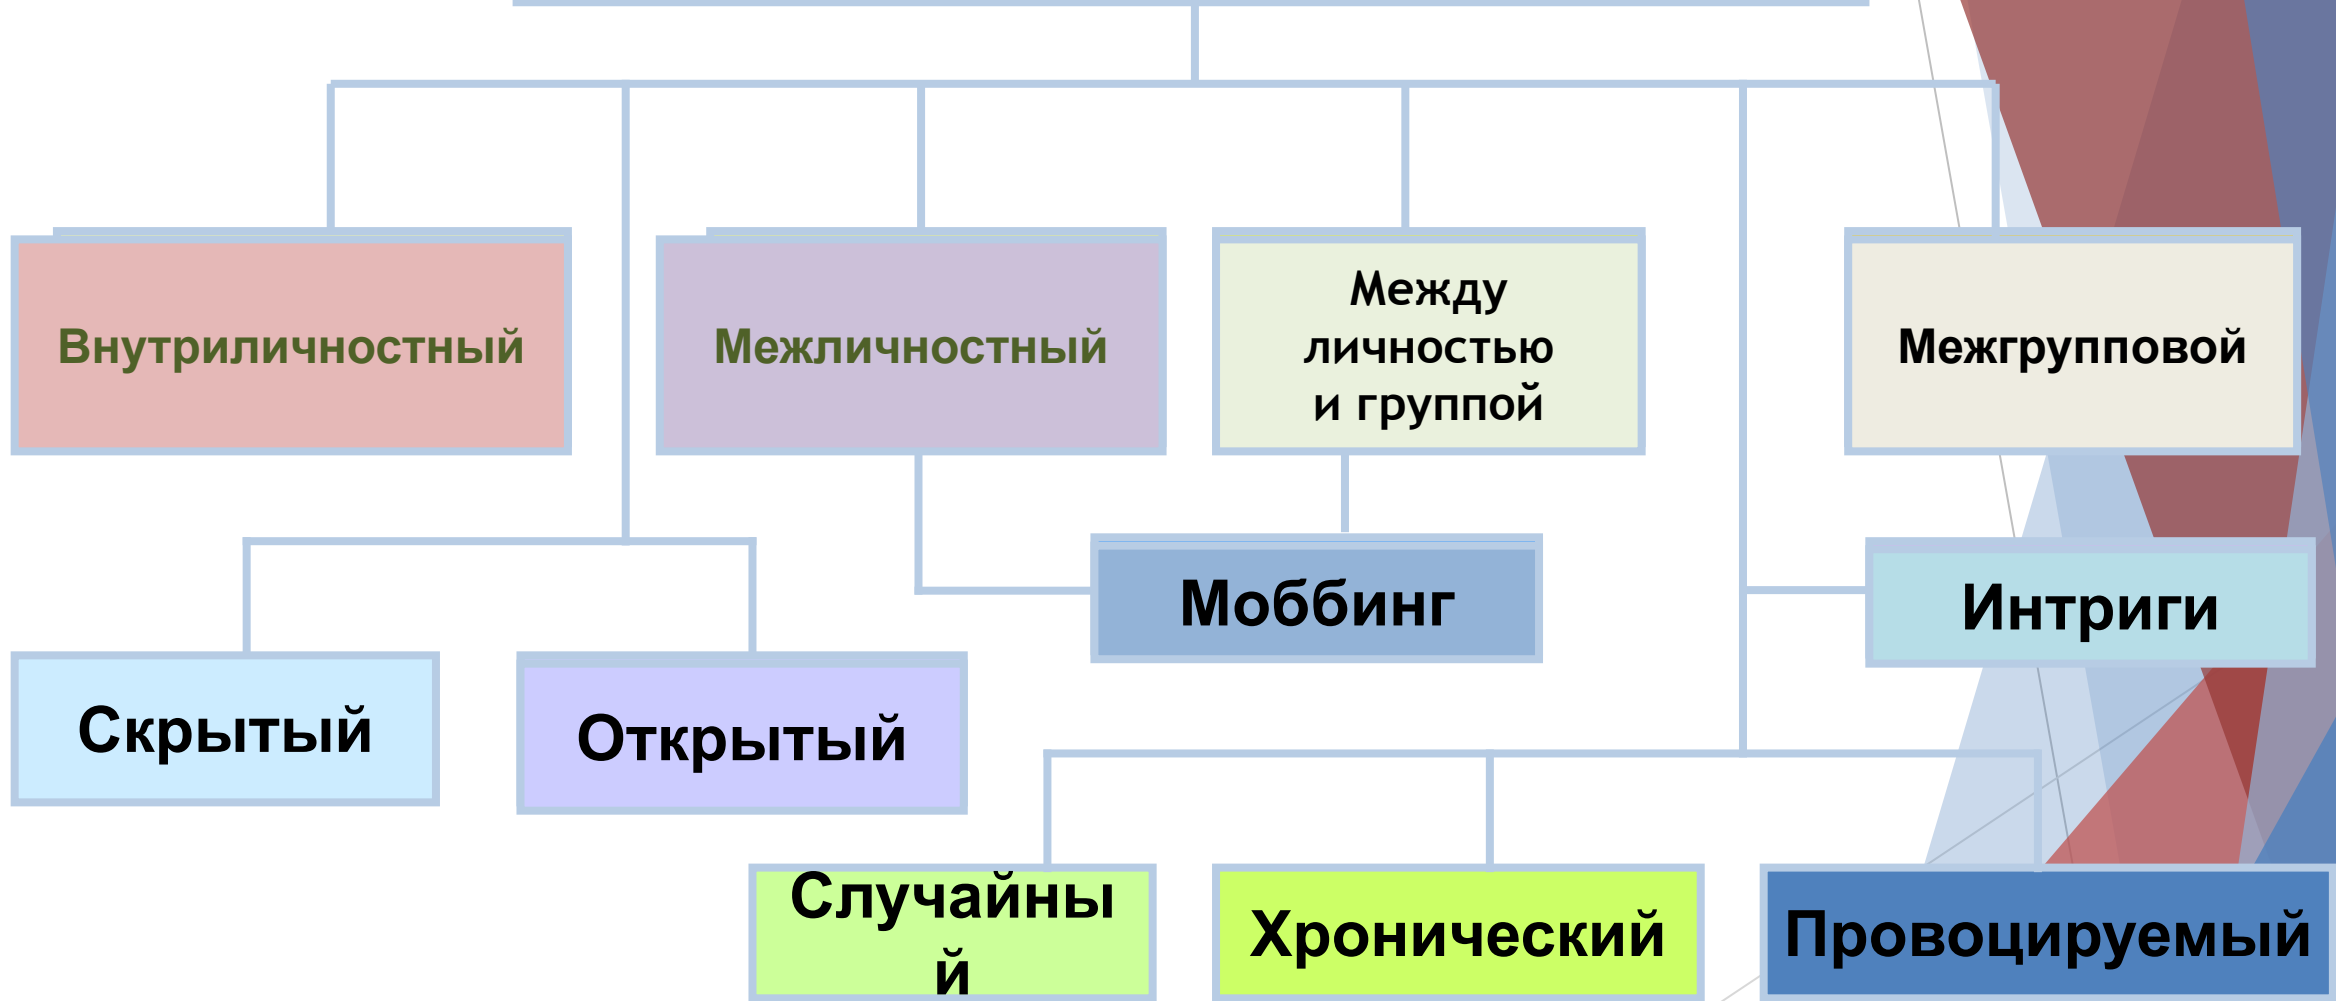 Внутриличностный
Межличностный
Между
личностью
и группой
Межгрупповой
Моббинг
Интриги
Скрытый
Открытый
Случайны
й
Хронический
Провоцируемый